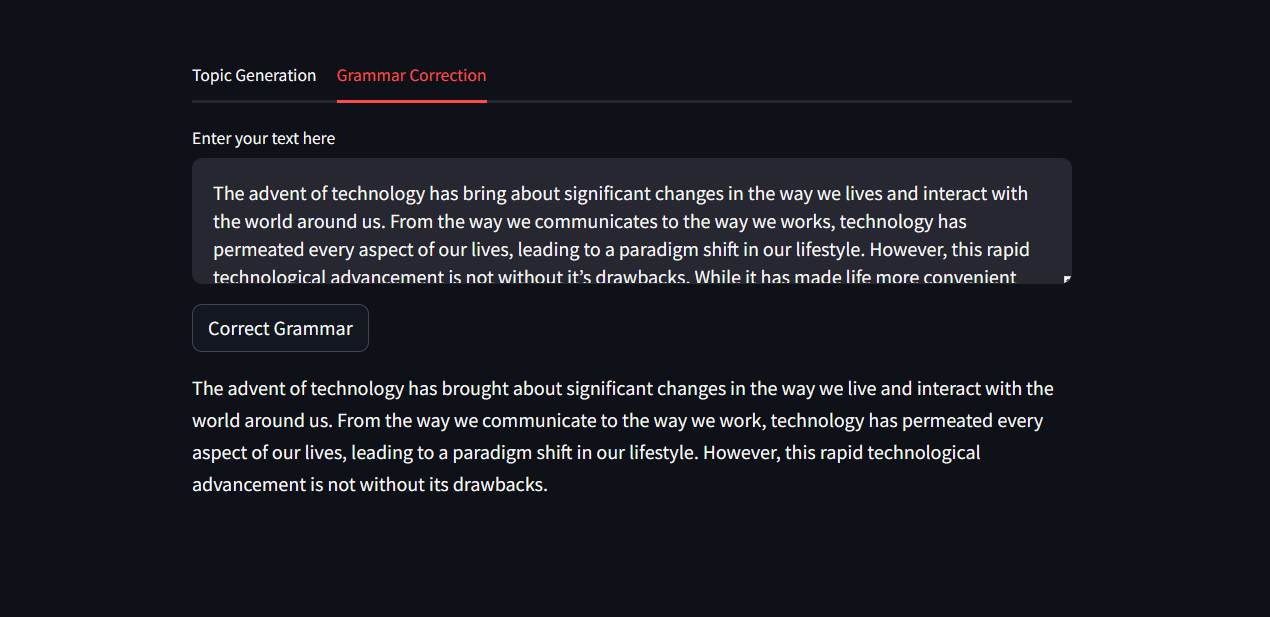 Topic Generation Grammar Correction
Enter your text here
The advent of technology has bring about significant changes in the way we lives and interact with
the world around us. From the way we communicates to the way we works, technology has
permeated every aspect of our lives, leading to a paradigm shift in our lifestyle. However, this rapid
technological advancement is not without it’s drawbacks. While it has made life more convenient
Correct Grammar
The advent of technology has brought about significant changes in the way we live and interact with the
world around us. From the way we communicate to the way we work, technology has permeated every
aspect of our lives, leading to a paradigm shift in our lifestyle. However, this rapid technological
advancement is not without its drawbacks.